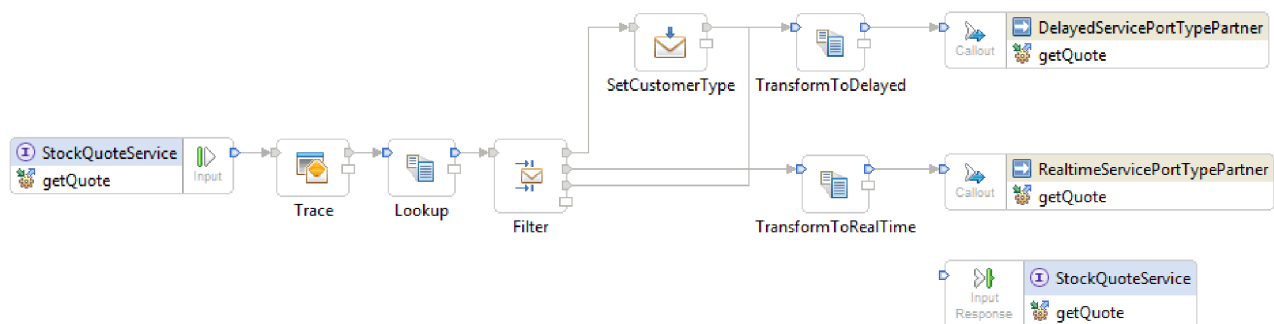 DelayedServicePortTypePartner
Callout
getQuote
SetCustomerType
TransformToDelayed
StockQuoteService
getQuote
Input
Trace
Lookup
Filter
RealtimeServicePortTypePartner
Callout
getQuote
TransformToRealTime
StockQuoteService
Input
Response
getQuote